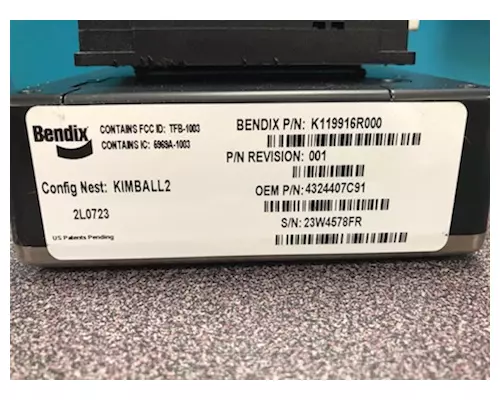 Bendix
CONTAINS FCC ID: TFB-1003
CONTAINS IC: 5969A-1003
BENDIX P/N: K119916R000
P/N REVISION: 001
Config Nest: KIMBALL2
OEM P/N: 4324407C91
2L0723
S/N: 23W4578FR
US Patents Pending